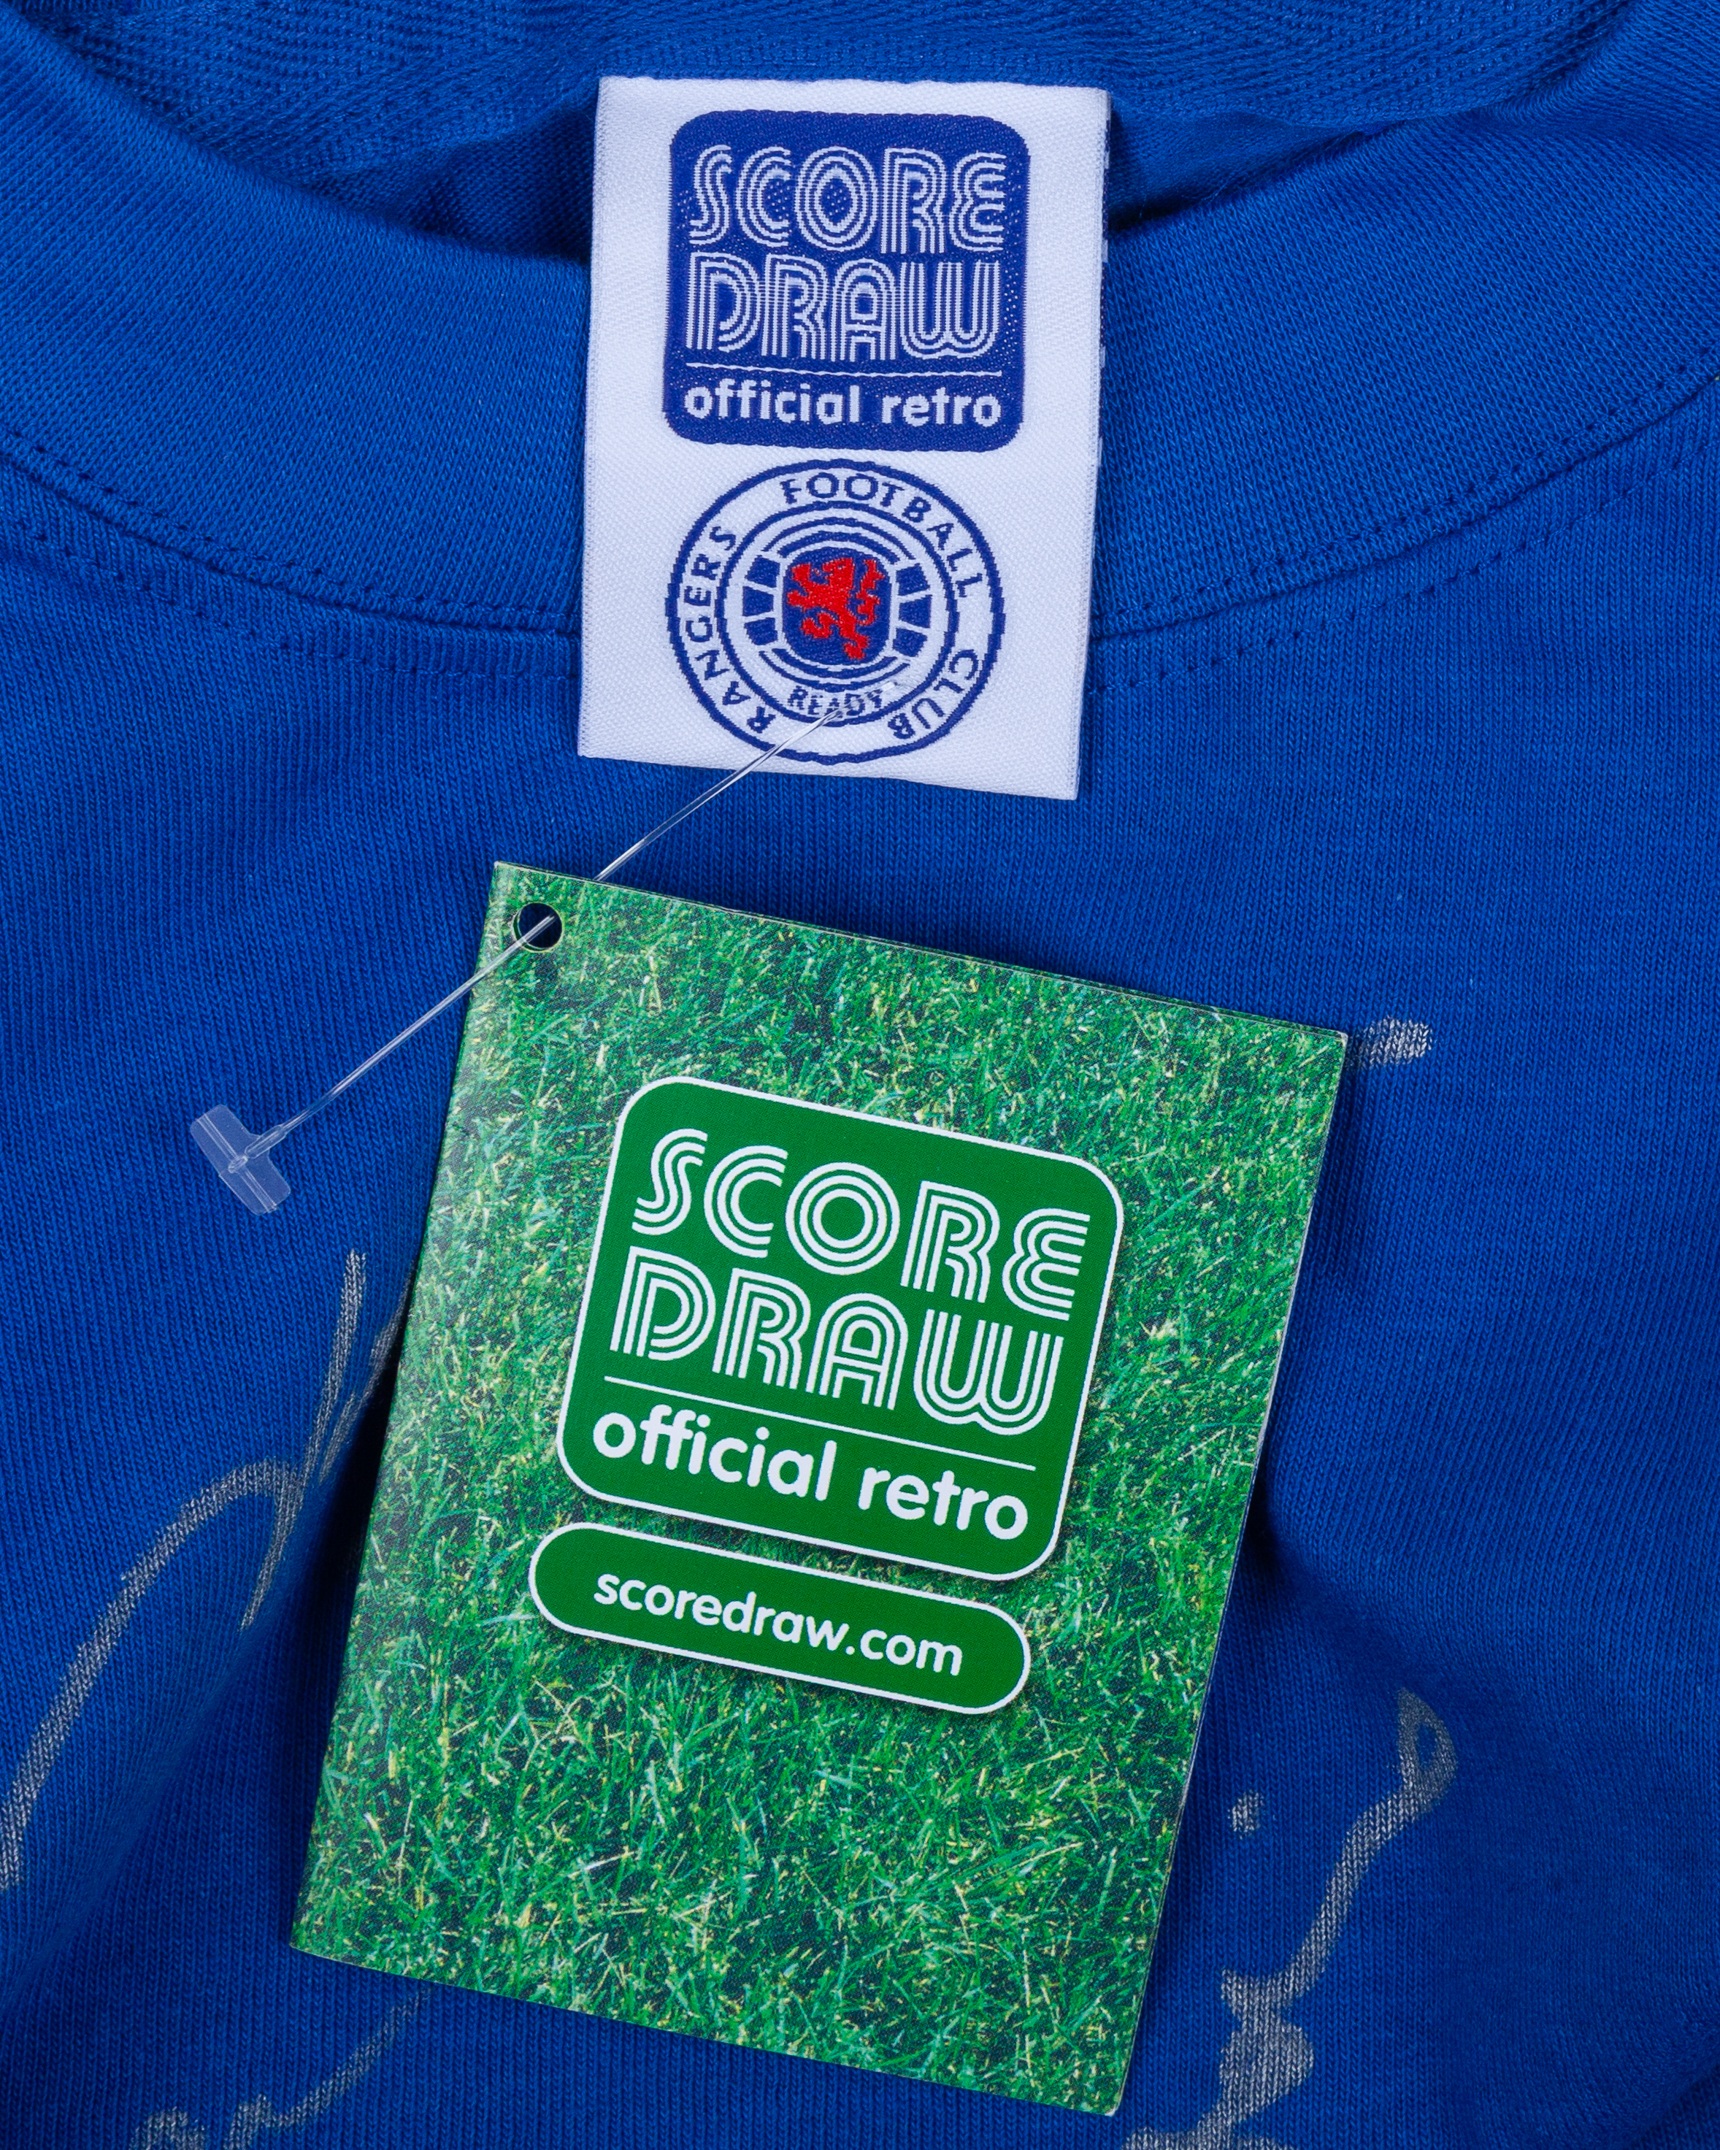 SCORE
DRAW
official retro
RANGERS FOOTBALL CLUB
READY
SCORE
DRAW
official retro
scoredraw.com